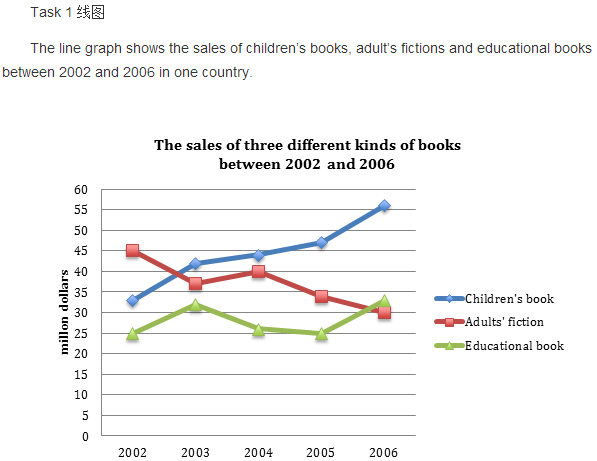 Task 1 线图
The line graph shows the sales of children's books, adult's fictions and educational books
between 2002 and 2006 in one country.
The sales of three different kinds of books
between 2002 and 2006
60
55
50
45
40
35
30
25
20
15
10
5
0
millon dollars
2002 2003 2004 2005 2006
Children's book
Adults' fiction
Educational book